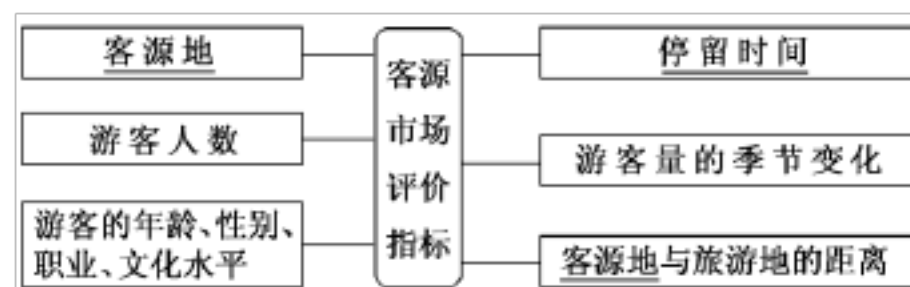 客源地
游客人数
游客的年龄、性别、
职业、文化水平
客源
市场
评价
指标
停留时间
游客量的季节变化
客源地与旅游地的距离